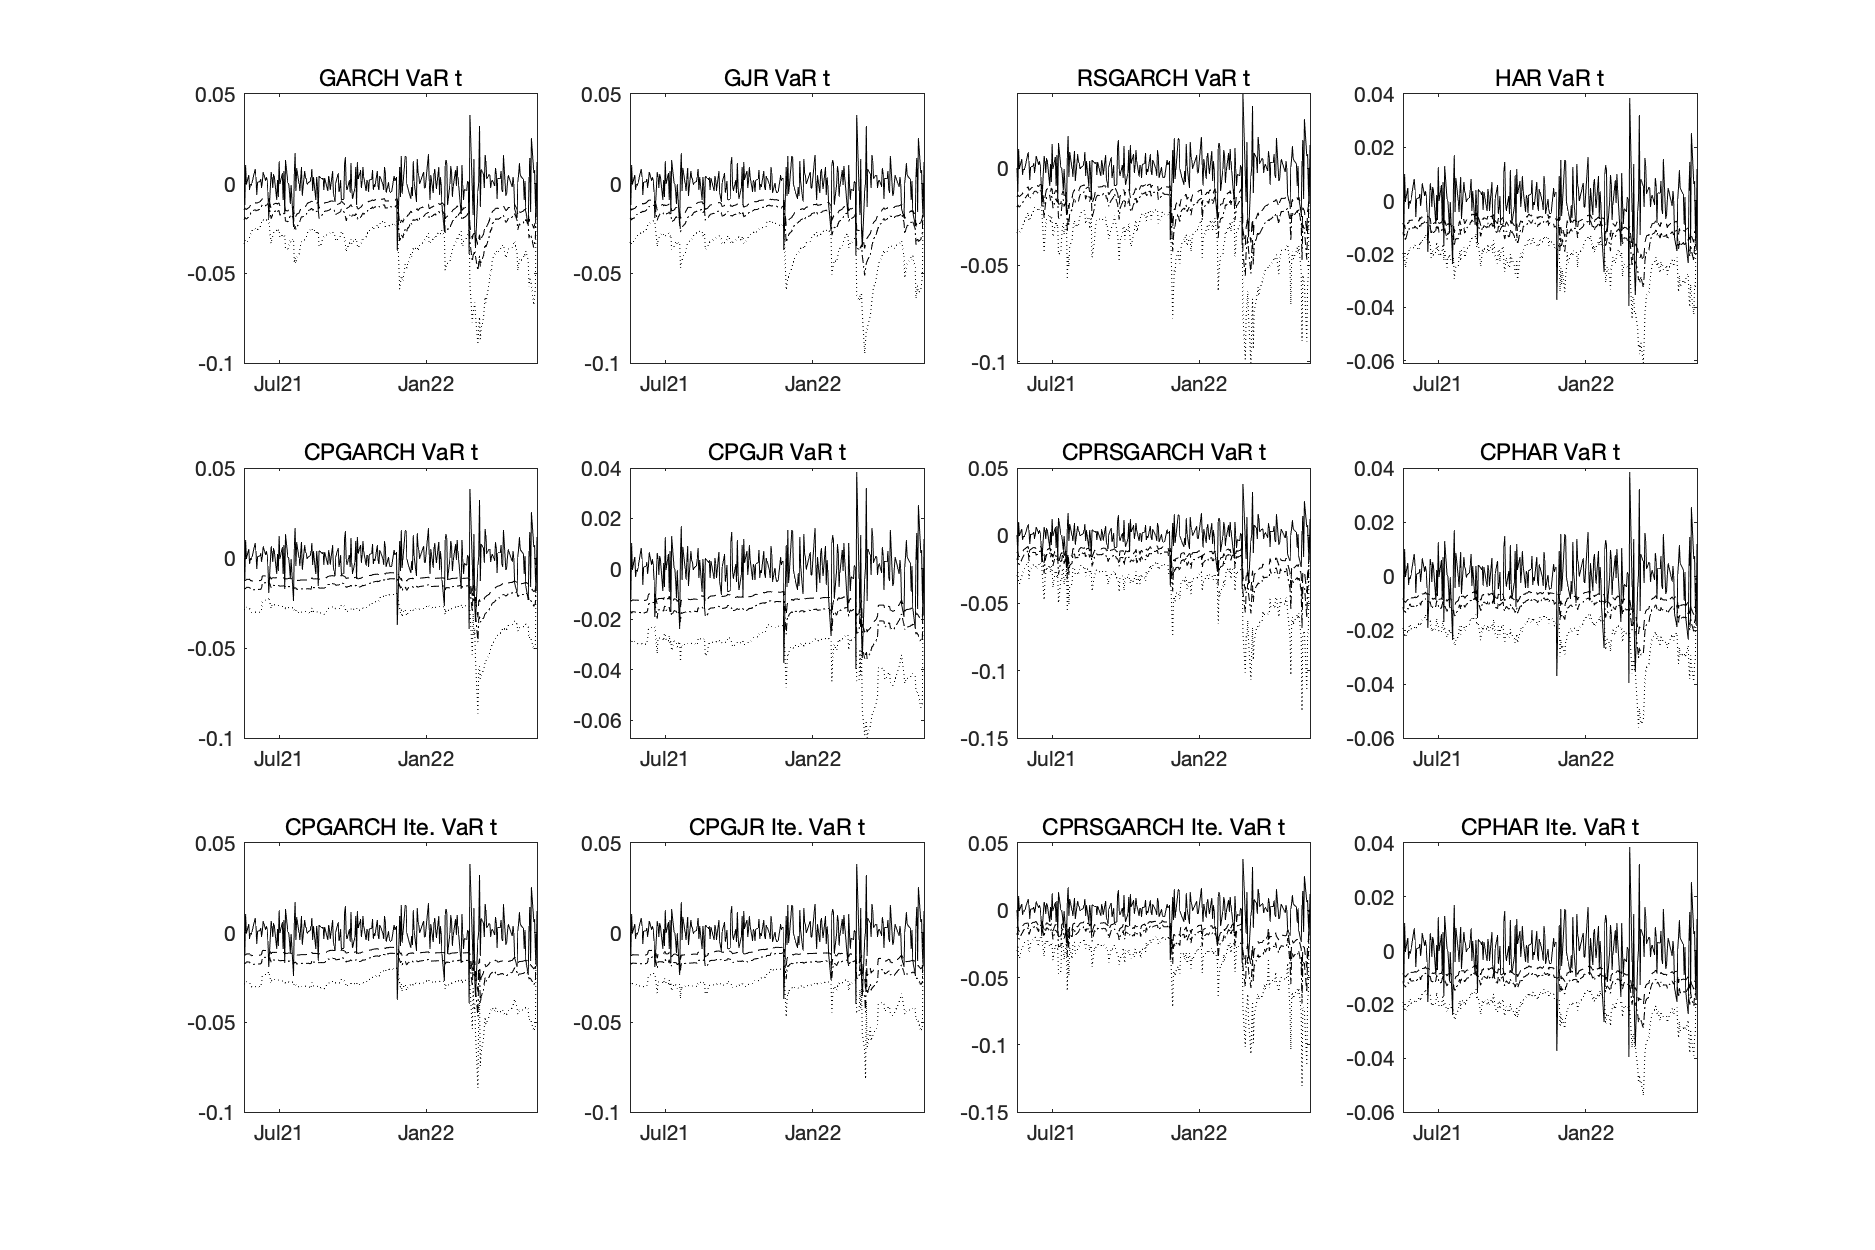 GARCH VaR t
0.05
0
-0.05
-0.1
Jul21 Jan22
GJR VaR t
0.05
0
-0.05
-0.1
Jul21 Jan22
RSGARCH VaR t
0
-0.05
-0.1
Jul21 Jan22
HAR VaR t
0.04
0.02
0
-0.02
-0.04
-0.06
Jul21 Jan22
CPGARCH VaR t
0.05
0
-0.05
-0.1
Jul21 Jan22
CPGJR VaR t
0.04
0.02
0
-0.02
-0.04
-0.06
Jul21 Jan22
CPRSGARCH VaR t
0.05
0
-0.05
-0.1
-0.15
Jul21 Jan22
CPHAR VaR t
0.04
0.02
0
-0.02
-0.04
-0.06
Jul21 Jan22
CPGARCH Ite. VaR t
0.05
0
-0.05
-0.1
Jul21 Jan22
CPGJR Ite. VaR t
0.05
0
-0.05
-0.1
Jul21 Jan22
CPRSGARCH Ite. VaR t
0.05
0
-0.05
-0.1
-0.15
Jul21 Jan22
CPHAR Ite. VaR t
0.04
0.02
0
-0.02
-0.04
-0.06
Jul21 Jan22